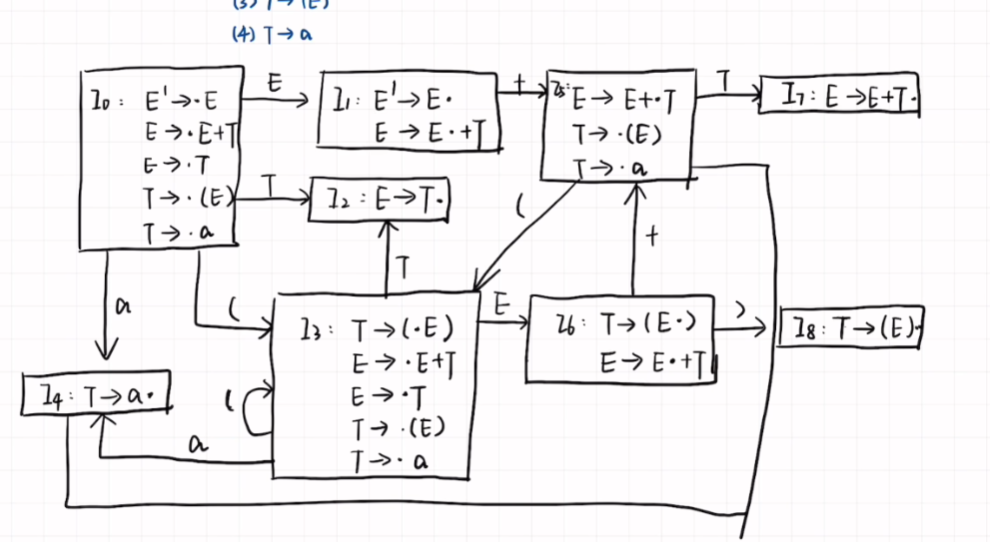 (3) T→(E)
(4) T→a
I0: E'→·E
E→·E+T
E→·T
T→·(E)
T→·a
E
I1: E'→E·
E→E·+T
+
I5: E→E+·T
T→·(E)
T→·a
T
I7: E→E+T·
T
I2: E→T·
(
+
T
a
(
I3: T→(·E)
E→·E+T
E→·T
T→·(E)
T→·a
E
I6: T→(E·)
E→E·+T
)
I8: T→(E)·
I4: T→a·
(
a